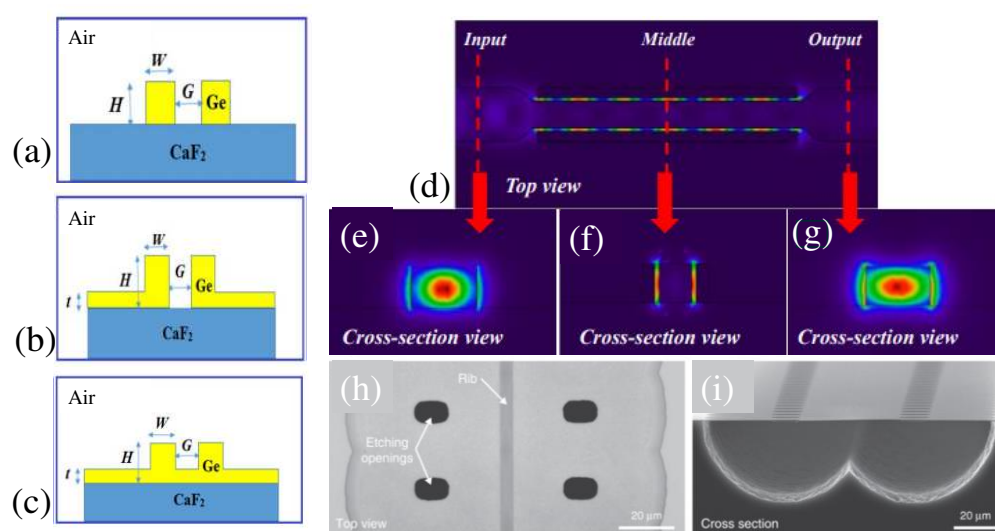 Air
W
G
H
Ge
CaF₂
(a)
Air
W
G
H
Ge
t
CaF₂
(b)
Air
W
G
H
Ge
t
CaF₂
(c)
Input
Middle
Output
(d)
Top view
(e)
Cross-section view
(f)
Cross-section view
(g)
Cross-section view
(h)
Rib
Etching
openings
Top view
20 μm
(i)
Cross section
20 μm